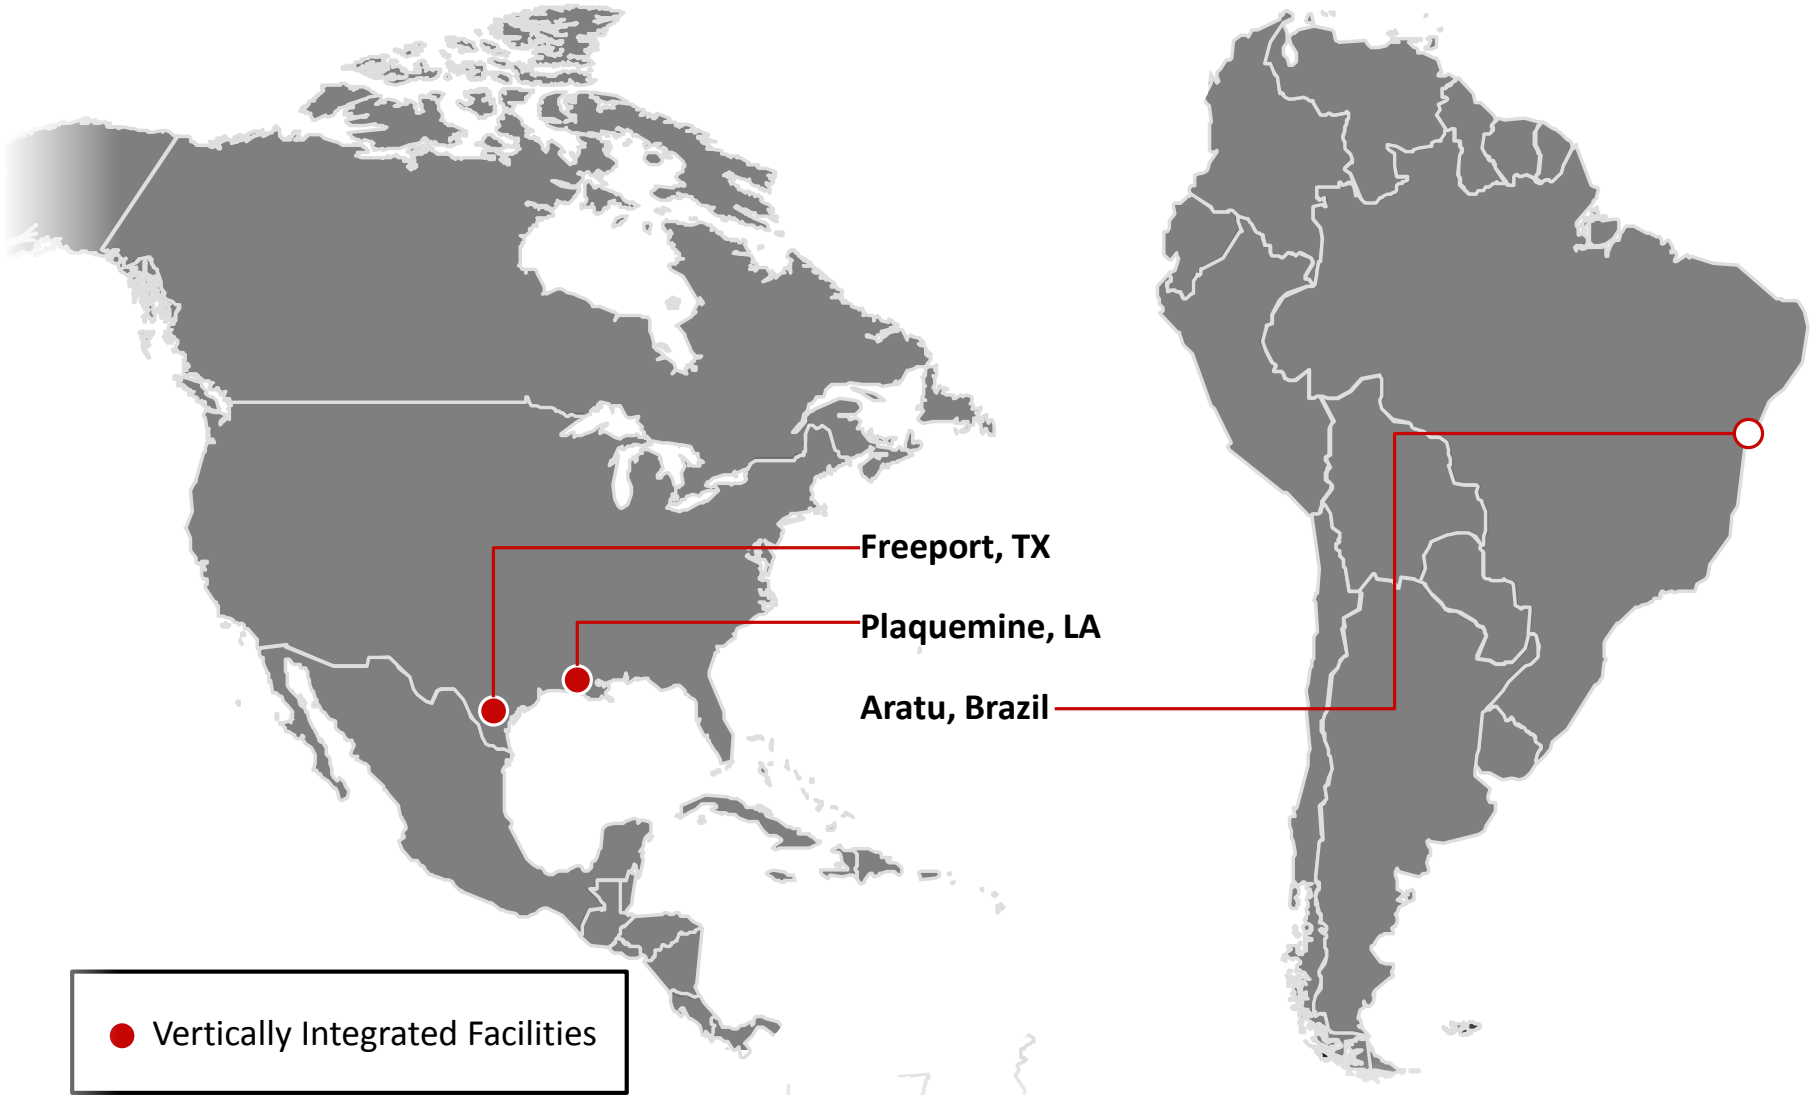 Freeport, TX
Plaquemine, LA
Aratu, Brazil
Vertically Integrated Facilities